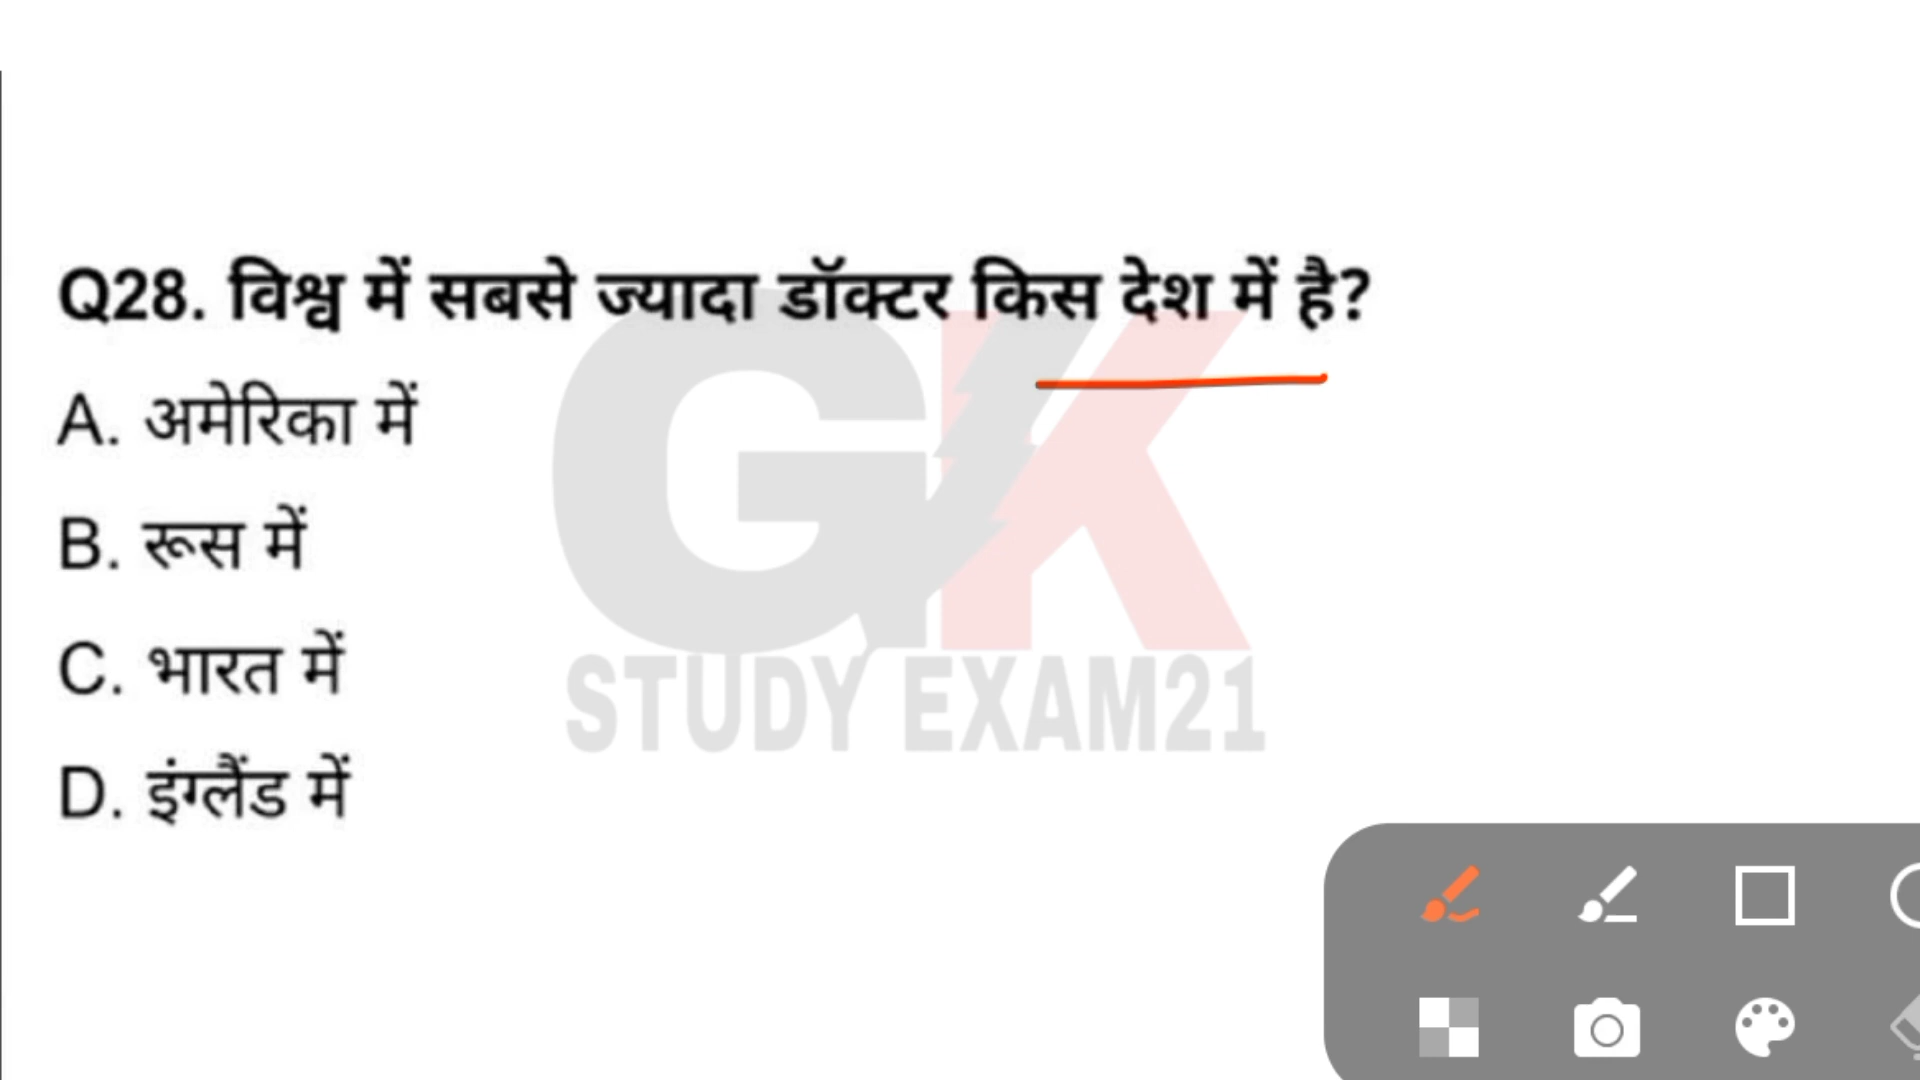 Q28. विश्व में सबसे ज्यादा डॉक्टर किस देश में है?
A. अमेरिका में
B. रूस में
C. भारत में
D. इंग्लैंड में
GK
STUDY EXAM21